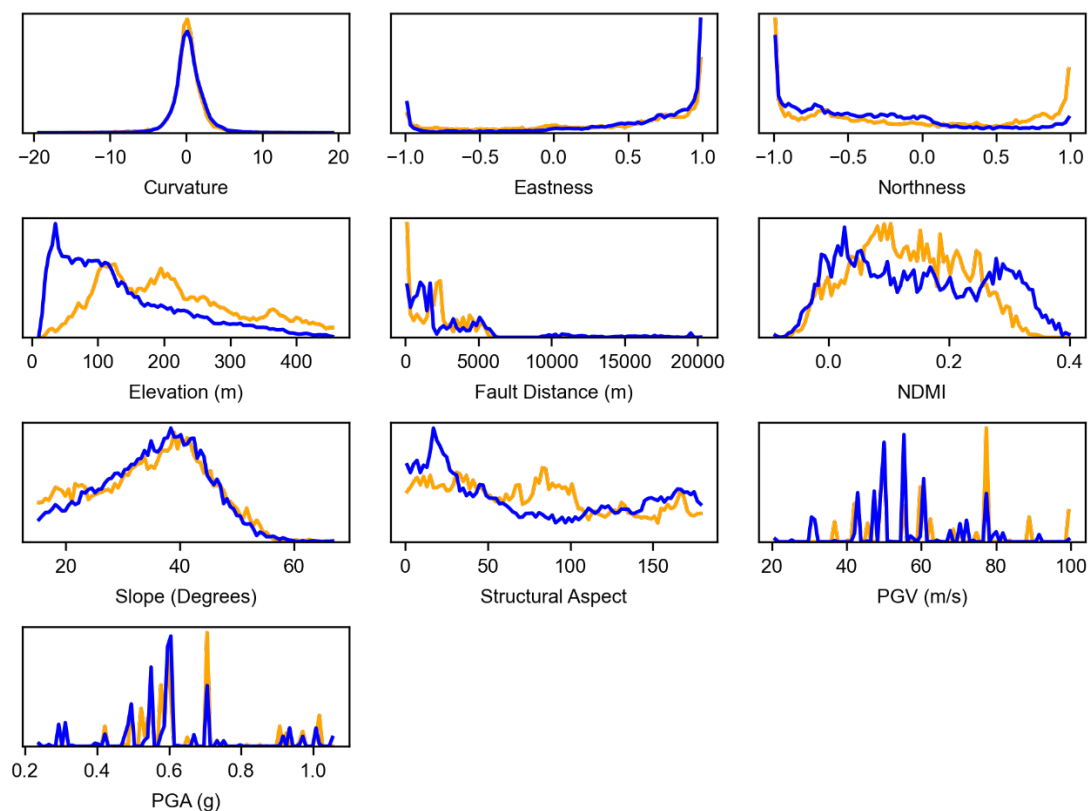 −20 −10 0 10 20
Curvature
−1.0 −0.5 0.0 0.5 1.0
Eastness
−1.0 −0.5 0.0 0.5 1.0
Northness
0 100 200 300 400
Elevation (m)
0 5000 10000 15000 20000
Fault Distance (m)
0.0 0.2 0.4
NDMI
20 40 60
Slope (Degrees)
0 50 100 150
Structural Aspect
20 40 60 80 100
PGV (m/s)
0.2 0.4 0.6 0.8 1.0
PGA (g)